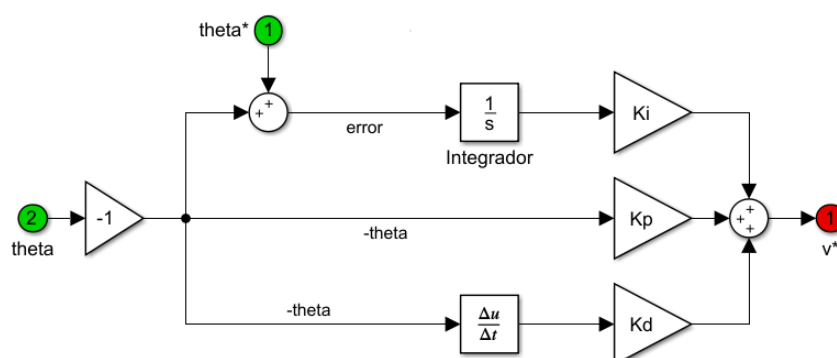 theta*
1
+
+
error
1
s
Integrador
Ki
2
theta
-1
-theta
Kp
+
+
+
1
v*
-theta
Δu
Δt
Kd